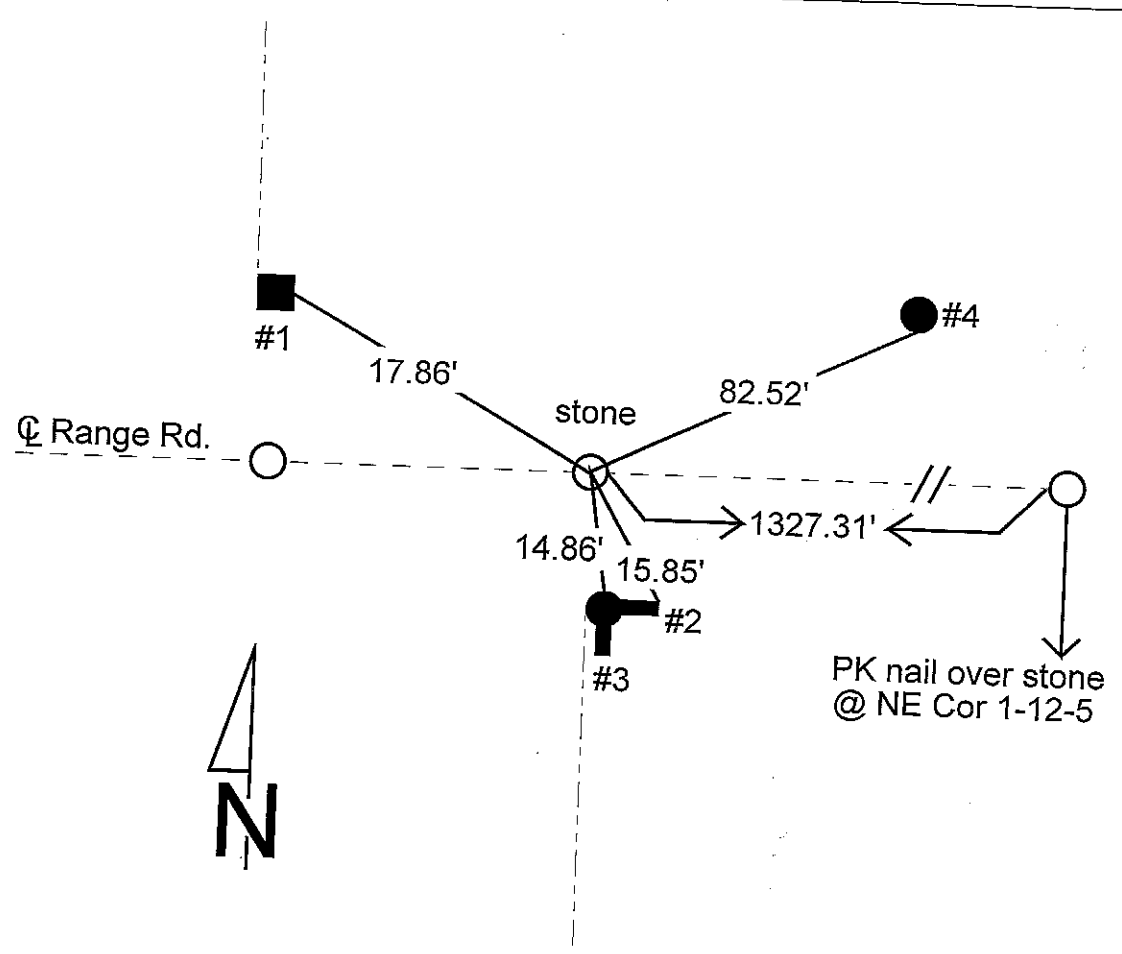 #1
#4
17.86'
82.52'
stone
℄ Range Rd.
1327.31'
14.86'
15.85'
#2
#3
PK nail over stone
@ NE Cor 1-12-5
N